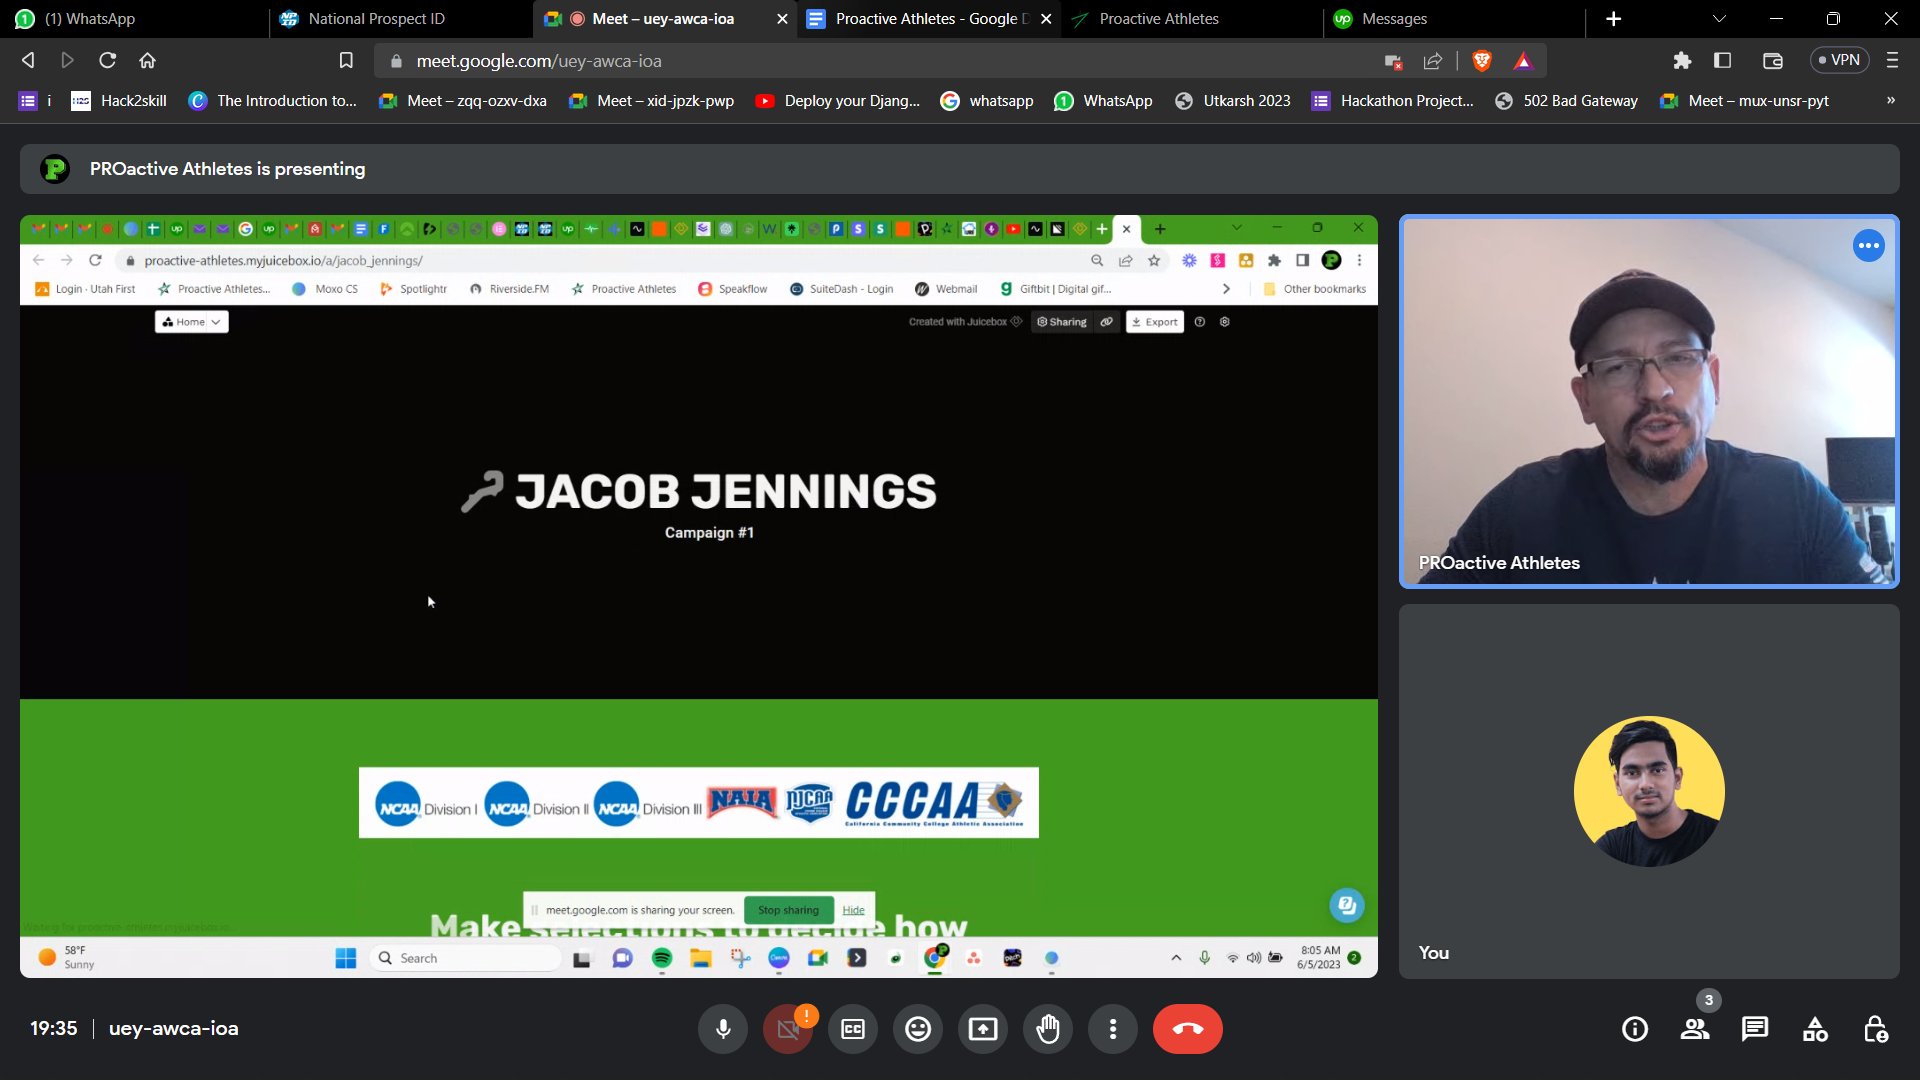 (1) WhatsApp
National Prospect ID
Meet – uey-awca-ioa
Proactive Athletes - Google D
Proactive Athletes
Messages
meet.google.com/uey-awca-ioa
VPN
i
Hack2skill
The Introduction to...
Meet – zqq-ozxv-dxa
Meet – xid-jpzk-pwp
Deploy your Djang...
whatsapp
WhatsApp
Utkarsh 2023
Hackathon Project...
502 Bad Gateway
Meet – mux-unsr-pyt
PROactive Athletes is presenting
proactive-athletes.myjuicebox.io/a/jacob_jennings/
Login - Utah First
Proactive Athletes...
Moxo CS
Spotlightr
Riverside.FM
Proactive Athletes
Speakflow
SuiteDash - Login
Webmail
Giftbit | Digital gif...
Other bookmarks
Home
Created with Juicebox
Sharing
Export
JACOB JENNINGS
Campaign #1
NCAA Division I
NCAA Division II
NCAA Division III
NAIA
NJCAA
CCCAA
California Community College Athletic Association
meet.google.com is sharing your screen.
Stop sharing
Hide
Make selections to decide how
58°F
Sunny
Search
8:05 AM
6/5/2023
2
PROactive Athletes
You
19:35
uey-awca-ioa
3